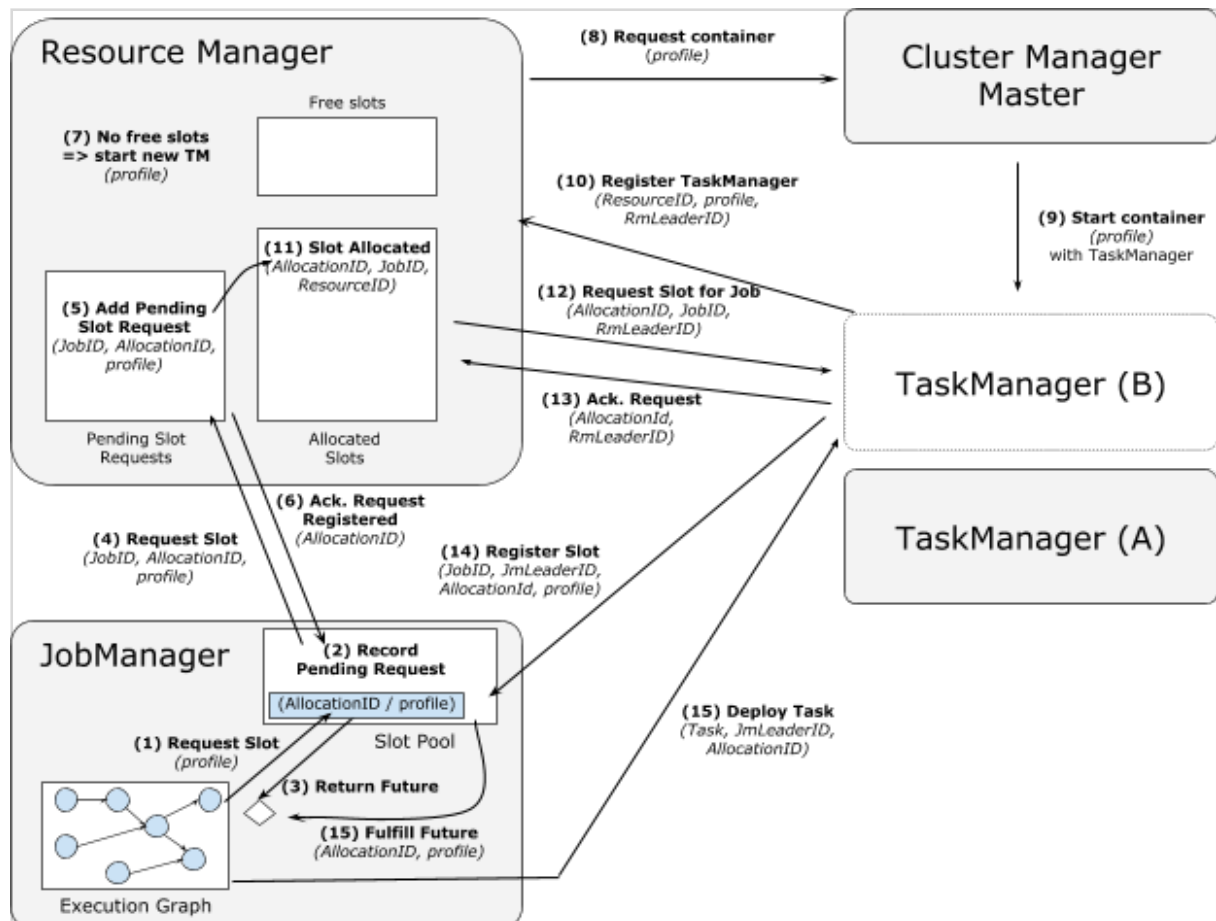 Resource Manager
(8) Request container
(profile)
Cluster Manager
Master
Free slots
(7) No free slots
=> start new TM
(profile)
(10) Register TaskManager
(ResourceID, profile,
RmLeaderID)
(9) Start container
(profile)
with TaskManager
(11) Slot Allocated
(AllocationID, JobID,
ResourceID)
(5) Add Pending
Slot Request
(JobID, AllocationID,
profile)
(12) Request Slot for Job
(AllocationID, JobID,
RmLeaderID)
TaskManager (B)
(13) Ack. Request
(AllocationId,
RmLeaderID)
Pending Slot
Requests
Allocated
Slots
(6) Ack. Request
Registered
(AllocationID)
(4) Request Slot
(JobID, AllocationID,
profile)
TaskManager (A)
(14) Register Slot
(JobID, JmLeaderID,
AllocationId, profile)
JobManager
(2) Record
Pending Request
(AllocationID / profile)
Slot Pool
(1) Request Slot
(profile)
(15) Deploy Task
(Task, JmLeaderID,
AllocationID)
(3) Return Future
(15) Fulfill Future
(AllocationID, profile)
Execution Graph